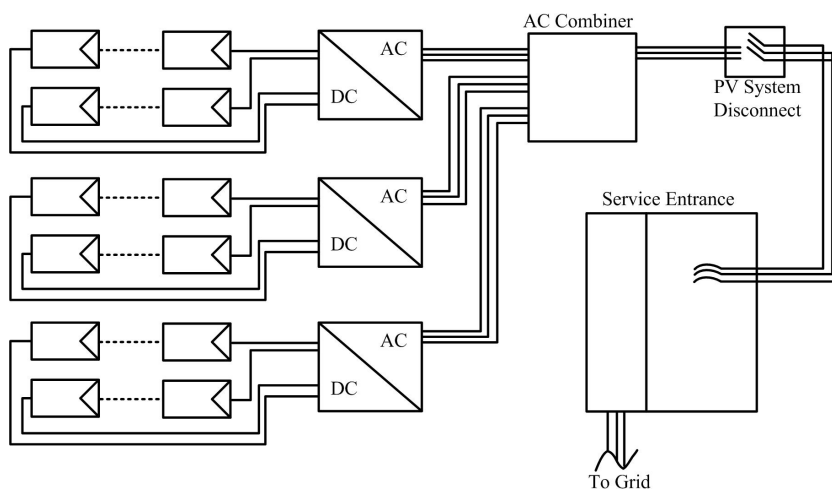 AC Combiner
AC
DC
PV System
Disconnect
AC
DC
Service Entrance
AC
DC
To Grid